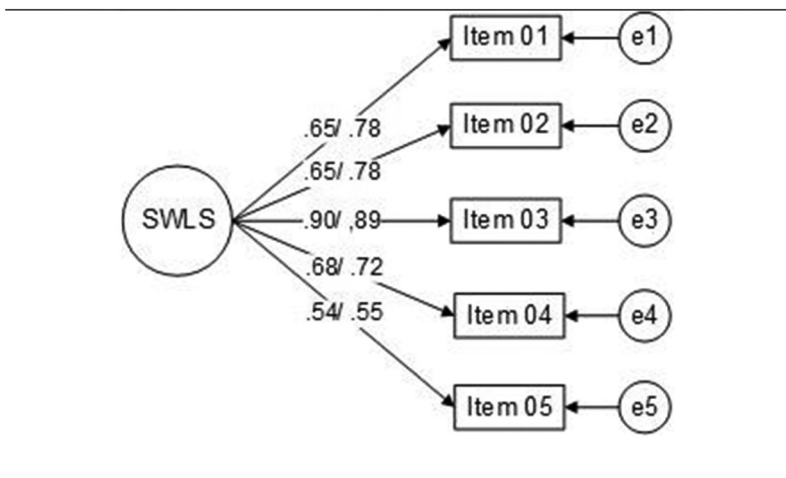 Item 01
e1
.65/ .78
Item 02
e2
.65/ .78
SWLS
.90/ ,89
Item 03
e3
.68/ .72
Item 04
e4
.54/ .55
Item 05
e5